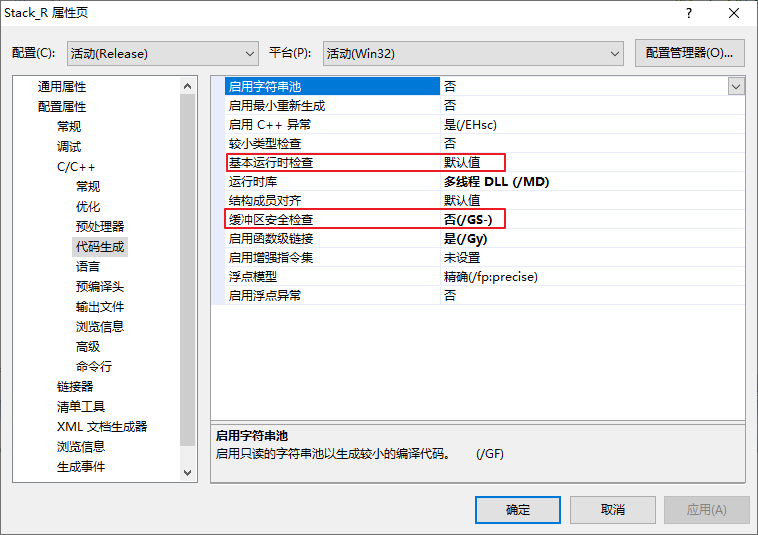 Stack_R 属性页
配置(C): 活动(Release) 平台(P): 活动(Win32) 配置管理器(O)...
通用属性
配置属性
常规
调试
C/C++
常规
优化
预处理器
代码生成
语言
预编译头
输出文件
浏览信息
高级
命令行
链接器
清单工具
XML 文档生成器
浏览信息
生成事件
启用字符串池 否
启用最小重新生成 否
启用 C++ 异常 是(/EHsc)
较小类型检查 否
基本运行时检查 默认值
运行时库 多线程 DLL (/MD)
结构成员对齐 默认值
缓冲区安全检查 否(/GS-)
启用函数级链接 是(/Gy)
启用增强指令集 未设置
浮点模型 精确(/fp:precise)
启用浮点异常 否
启用字符串池
启用只读的字符串池以生成较小的编译代码。 (/GF)
确定 取消 应用(A)